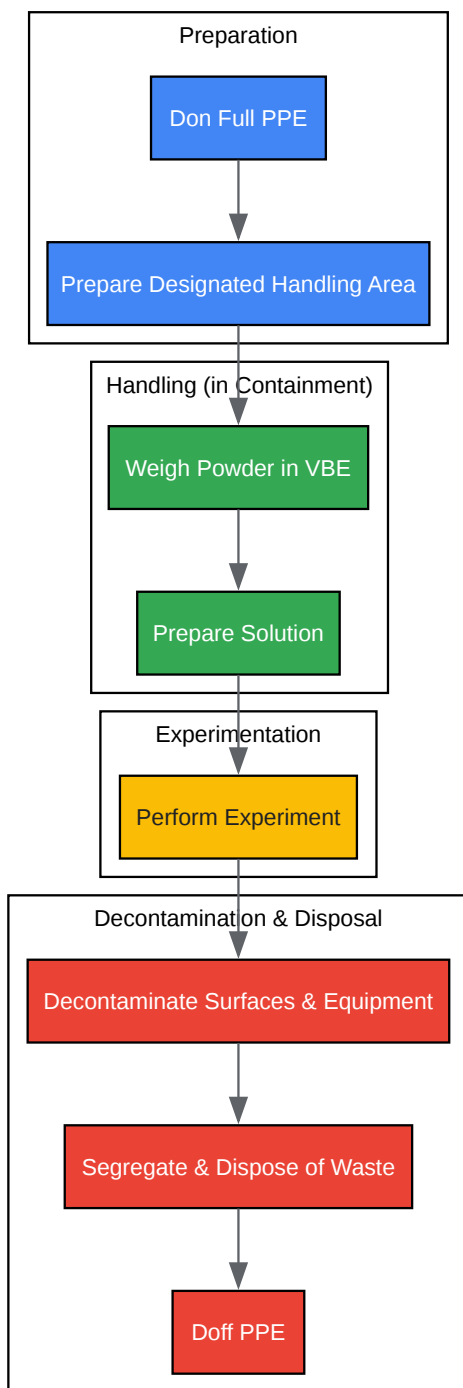 Preparation
Don Full PPE
Prepare Designated Handling Area
Handling (in Containment)
Weigh Powder in VBE
Prepare Solution
Experimentation
Perform Experiment
Decontamination & Disposal
Decontaminate Surfaces & Equipment
Segregate & Dispose of Waste
Doff PPE